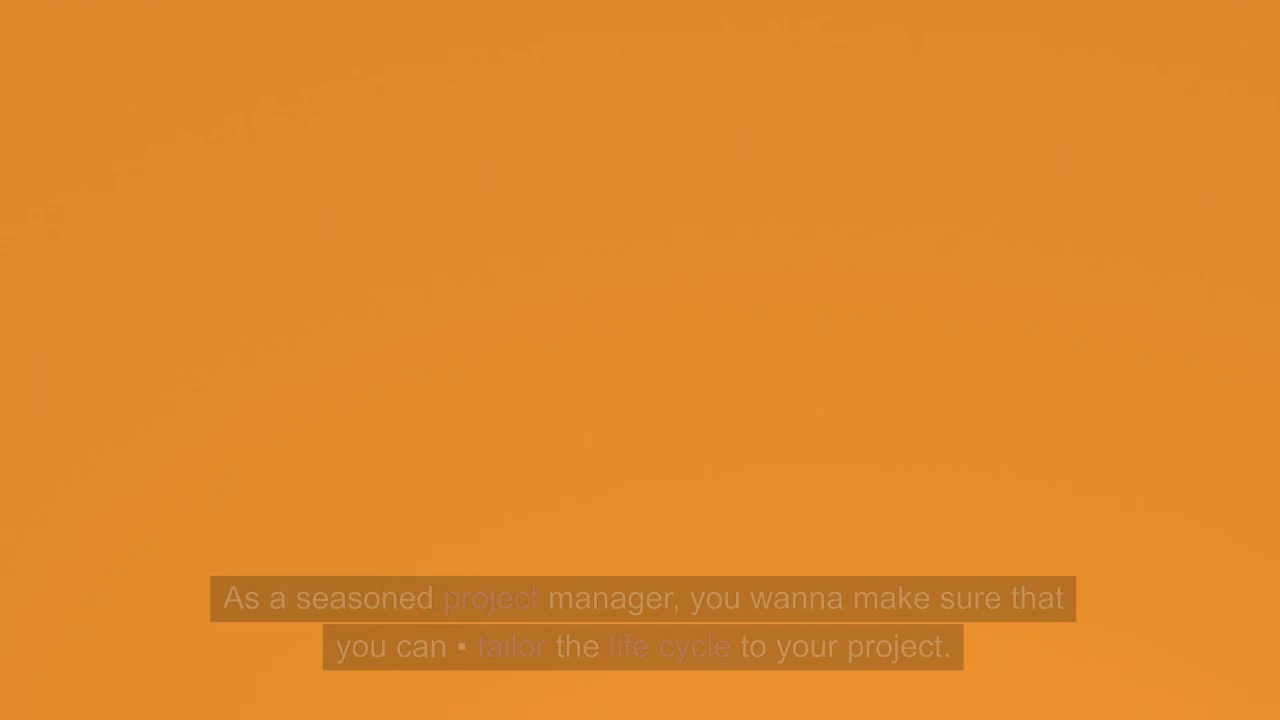 As a seasoned project manager, you wanna make sure that
you can ▪ tailor the life cycle to your project.